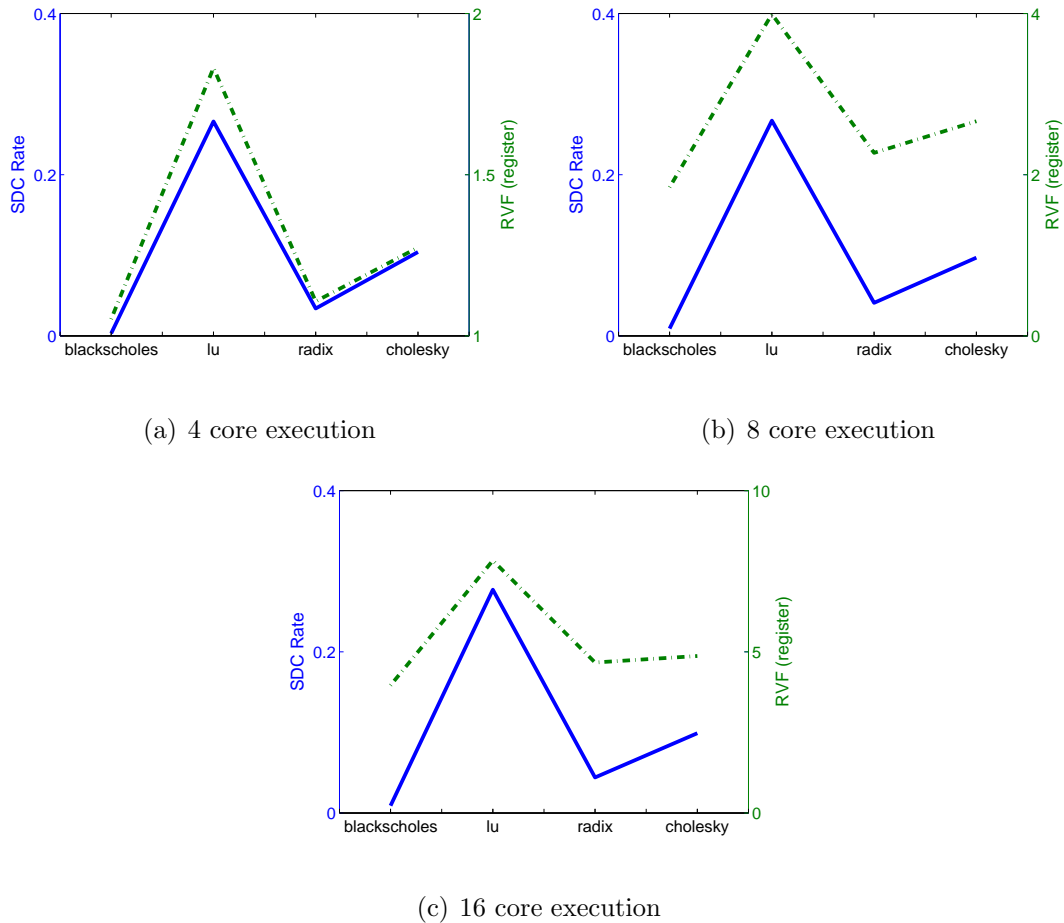 0.4
0.2
0
SDC Rate
2
1.5
1
RVF (register)
blackscholes lu radix cholesky
(a) 4 core execution
0.4
0.2
0
SDC Rate
4
2
0
RVF (register)
blackscholes lu radix cholesky
(b) 8 core execution
0.4
0.2
0
SDC Rate
10
5
0
RVF (register)
blackscholes lu radix cholesky
(c) 16 core execution